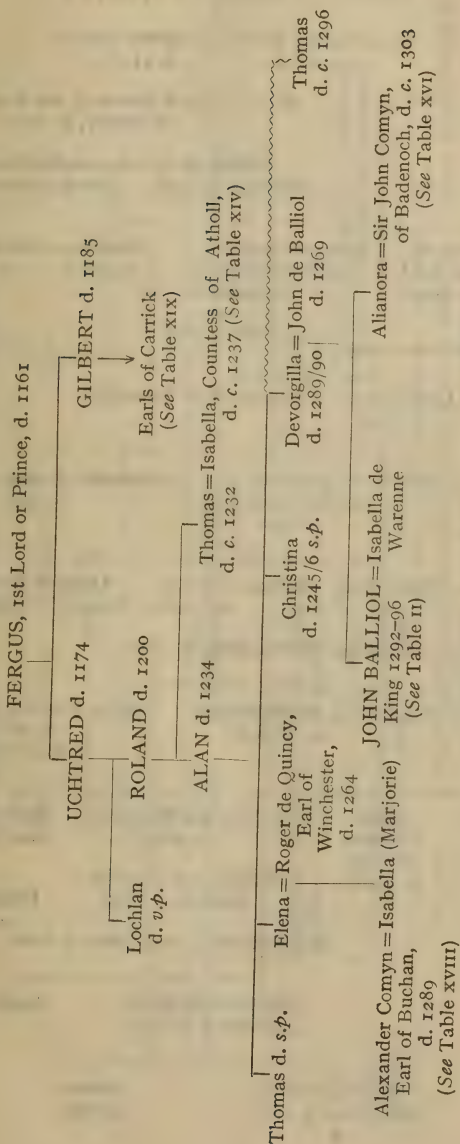 FERGUS, 1st Lord or Prince, d. 1161
UCHTRED d. 1174
GILBERT d. 1185
Lochlan
d. v.p.
ROLAND d. 1200
Earls of Carrick
(See Table XIX)
ALAN d. 1234
Thomas=Isabella, Countess of Atholl,
d. c. 1232
d. c. 1237 (See Table XIV)
Thomas d. s.p.
Elena=Roger de Quincy,
Earl of
Winchester,
d. 1264
Christina
d. 1245/6 s.p.
Devorgilla=John de Balliol
d. 1289/90
d. 1269
Thomas
d. c. 1296
Alexander Comyn=Isabella (Marjorie)
Earl of Buchan,
d. 1289
(See Table XVIII)
JOHN BALLIOL=Isabella de
King 1292-96
Warenne
(See Table II)
Alianora=Sir John Comyn,
of Badenoch, d. c. 1303
(See Table XVI)